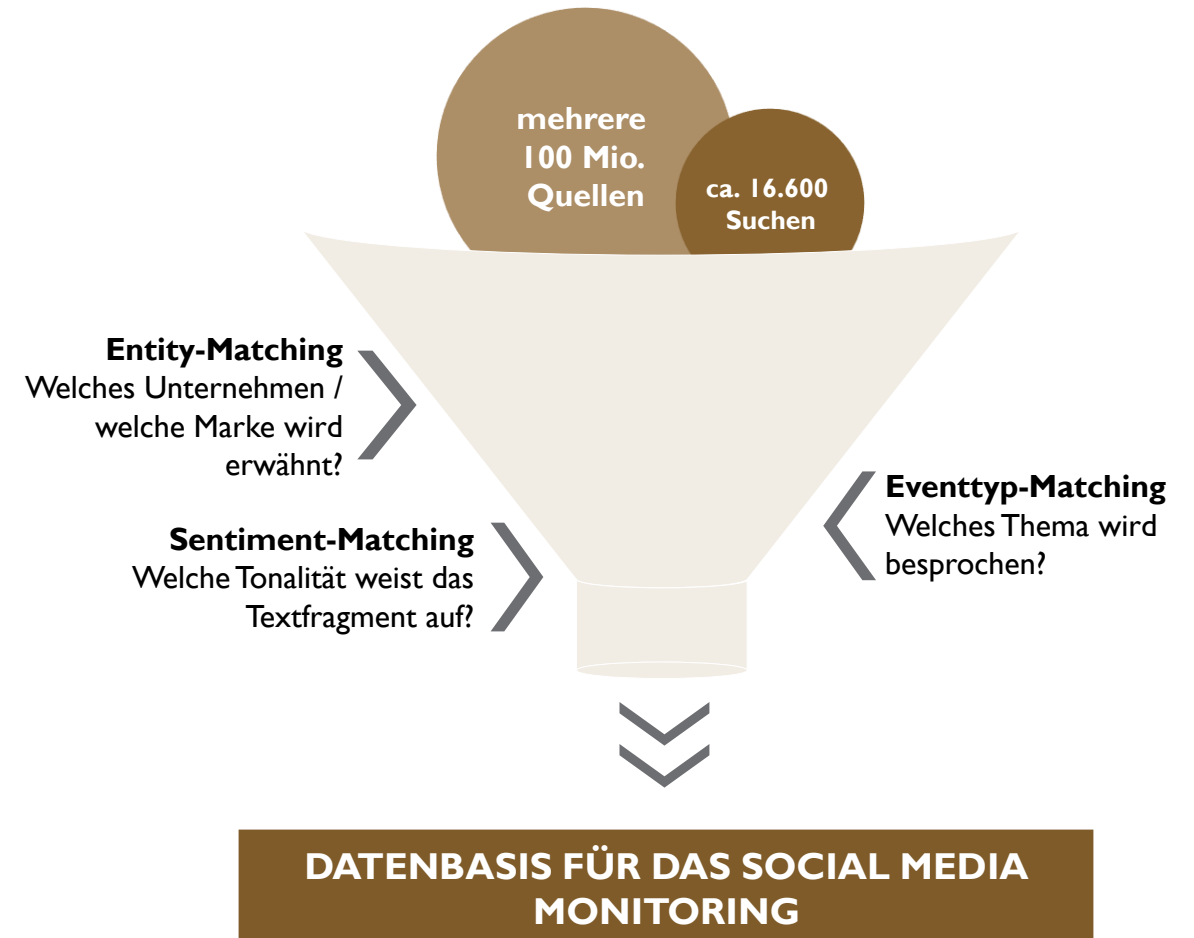 mehrere
100 Mio.
Quellen
ca. 16.600
Suchen
Entity-Matching
Welches Unternehmen /
welche Marke wird
erwähnt?
Eventtyp-Matching
Welches Thema wird
besprochen?
Sentiment-Matching
Welche Tonalität weist das
Textfragment auf?
DATENBASIS FÜR DAS SOCIAL MEDIA
MONITORING